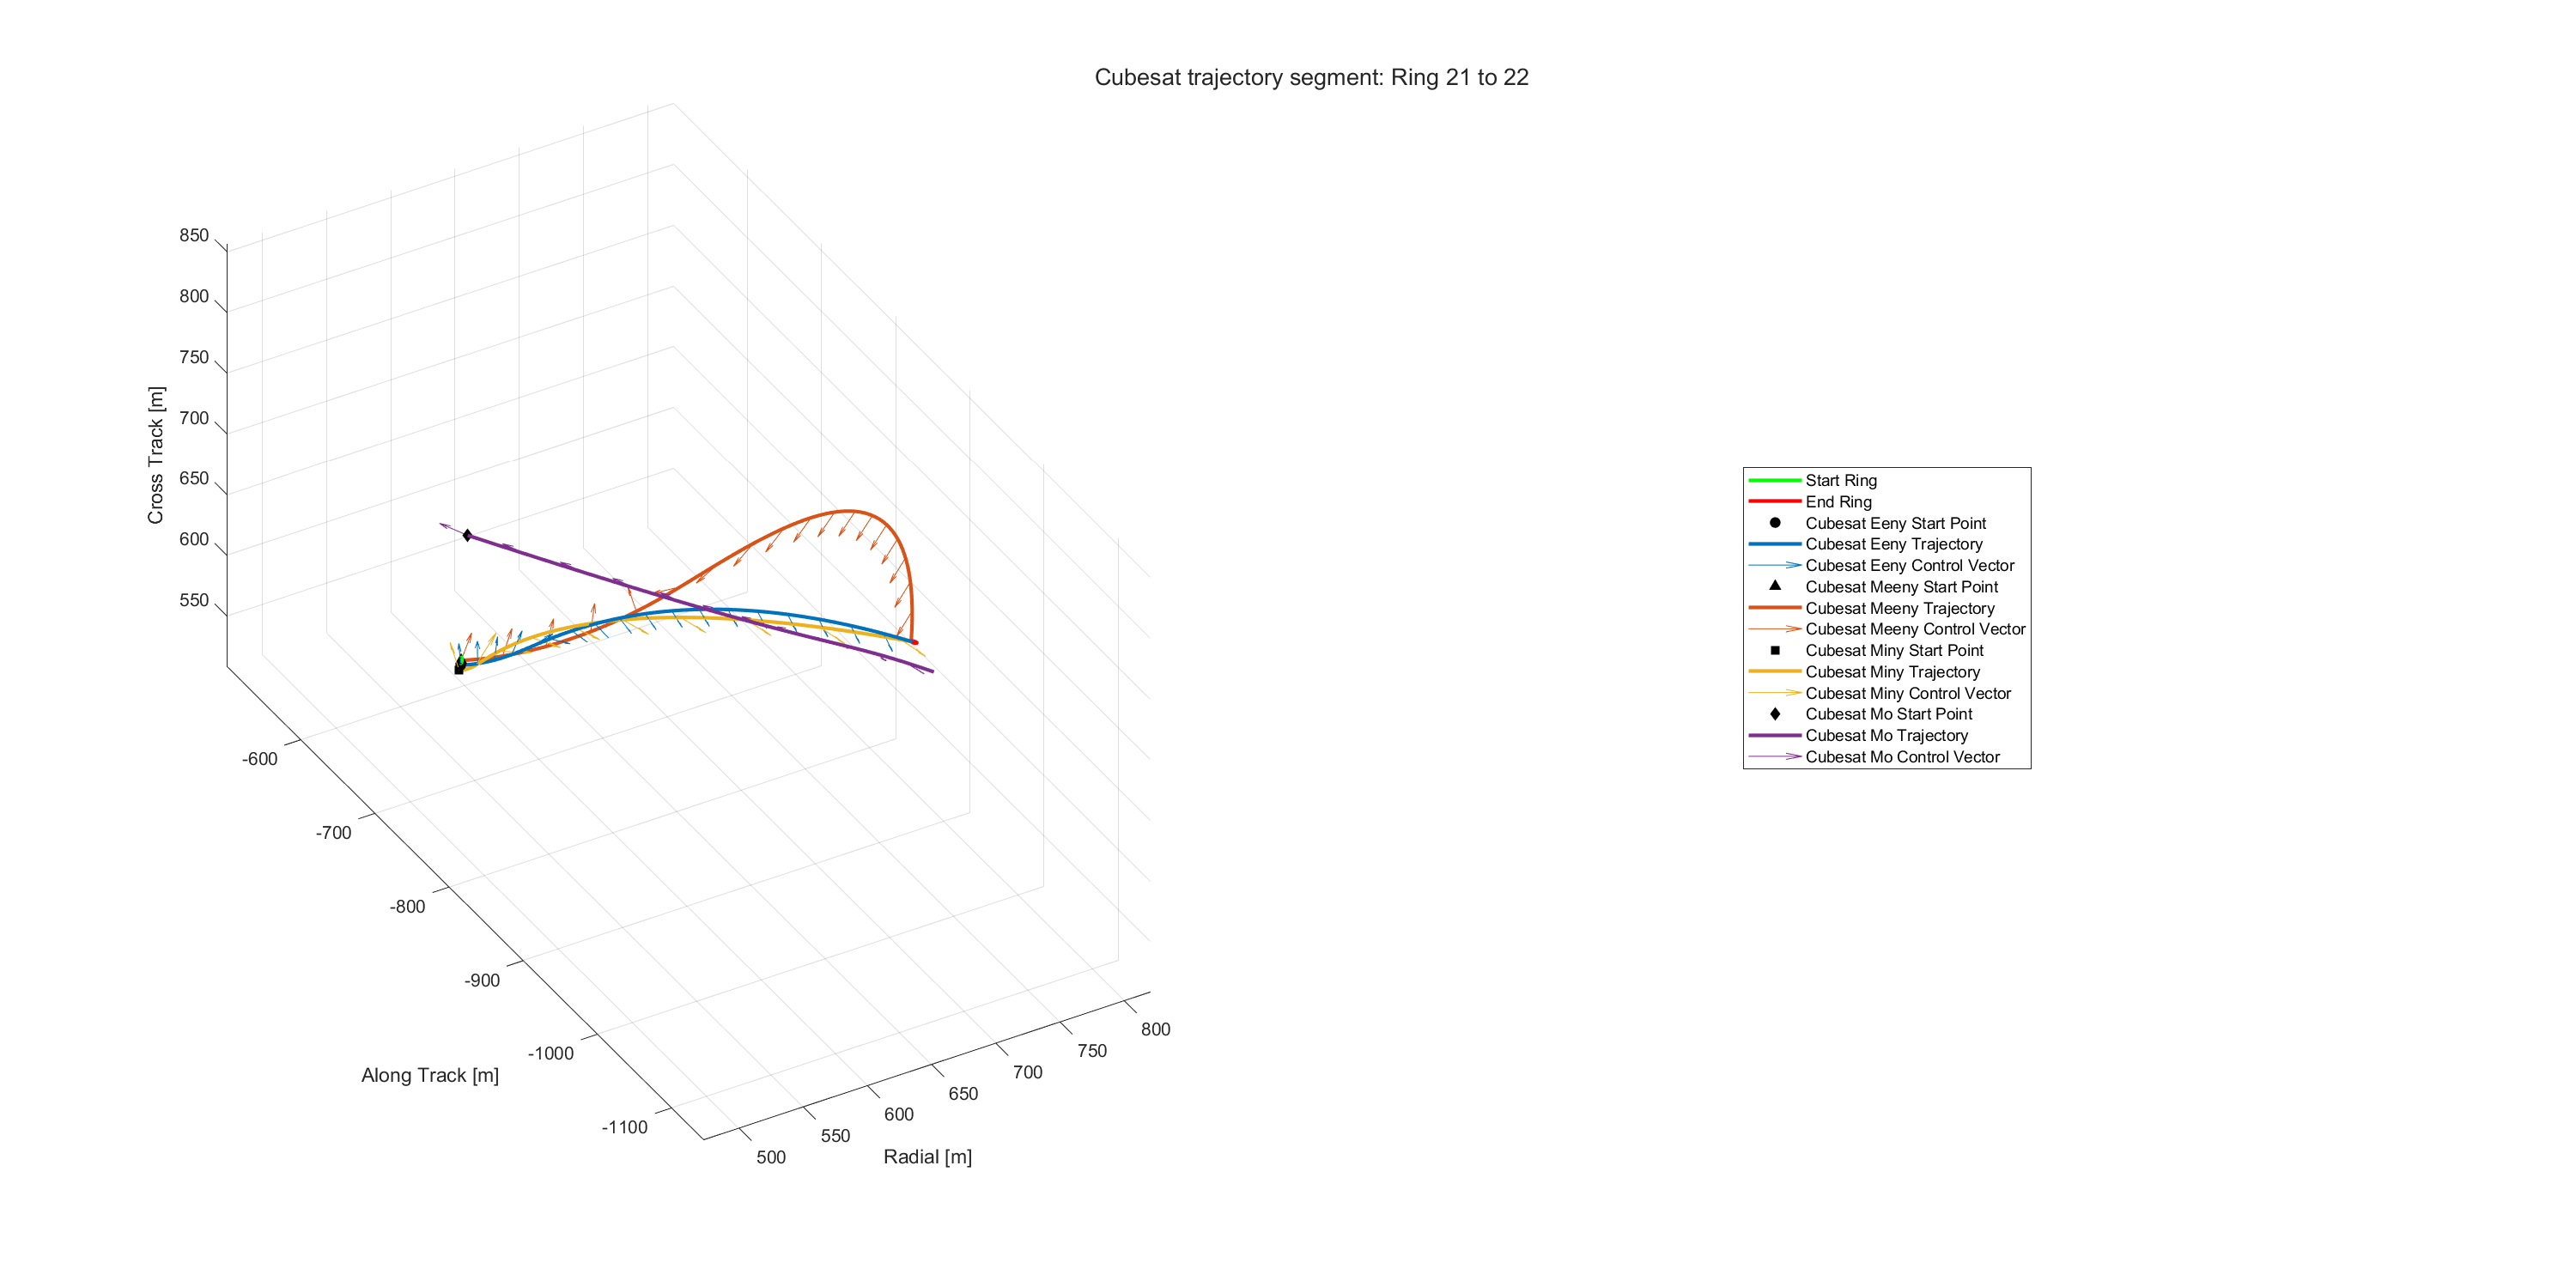 Cubesat trajectory segment: Ring 21 to 22
850
800
750
700
650
600
550
Cross Track [m]
-600
-700
-800
-900
-1000
-1100
Along Track [m]
500
550
600
650
700
750
800
Radial [m]
Start Ring
End Ring
Cubesat Eeny Start Point
Cubesat Eeny Trajectory
Cubesat Eeny Control Vector
Cubesat Meeny Start Point
Cubesat Meeny Trajectory
Cubesat Meeny Control Vector
Cubesat Miny Start Point
Cubesat Miny Trajectory
Cubesat Miny Control Vector
Cubesat Mo Start Point
Cubesat Mo Trajectory
Cubesat Mo Control Vector